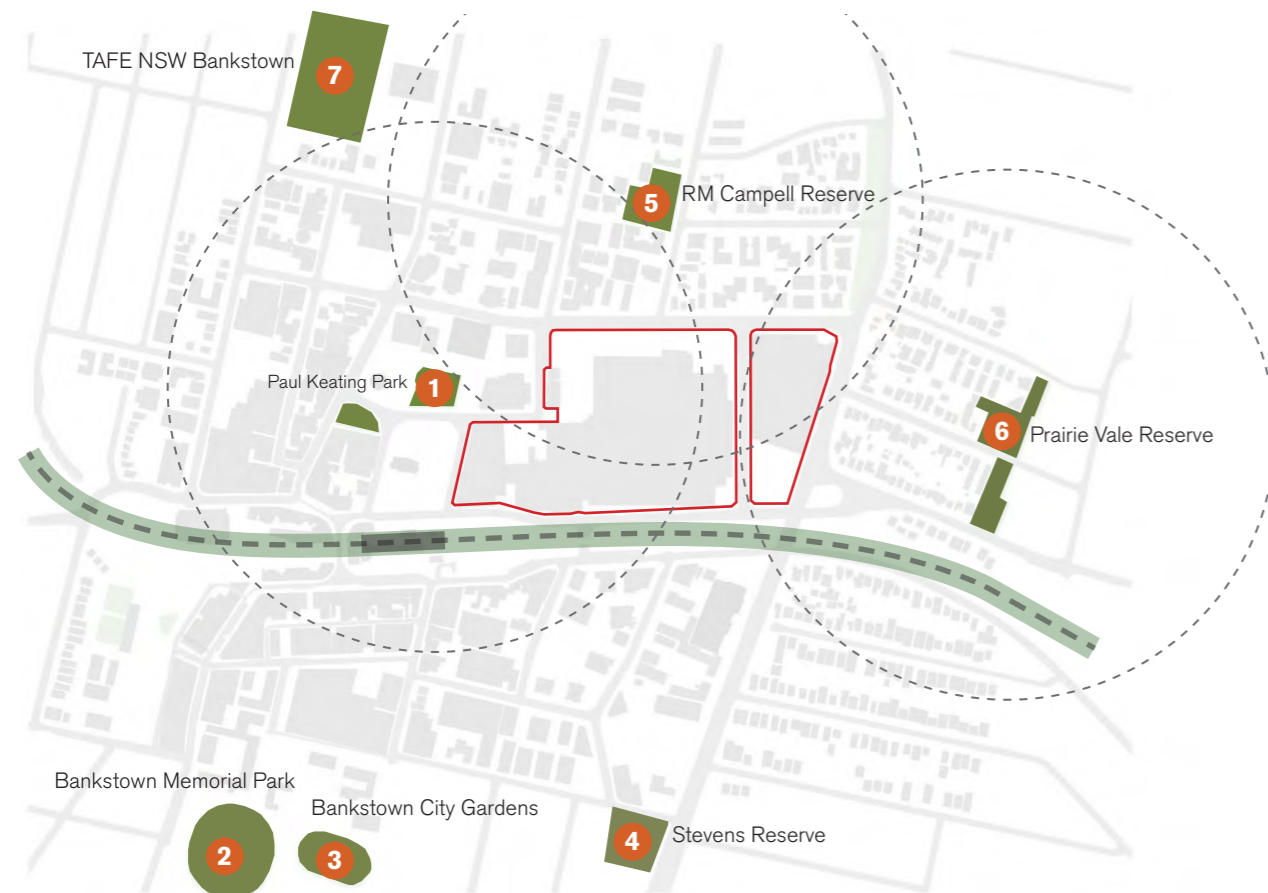 TAFE NSW Bankstown
7
5
RM Campell Reserve
Paul Keating Park
1
6
Prairie Vale Reserve
Bankstown Memorial Park
Bankstown City Gardens
2
3
4
Stevens Reserve